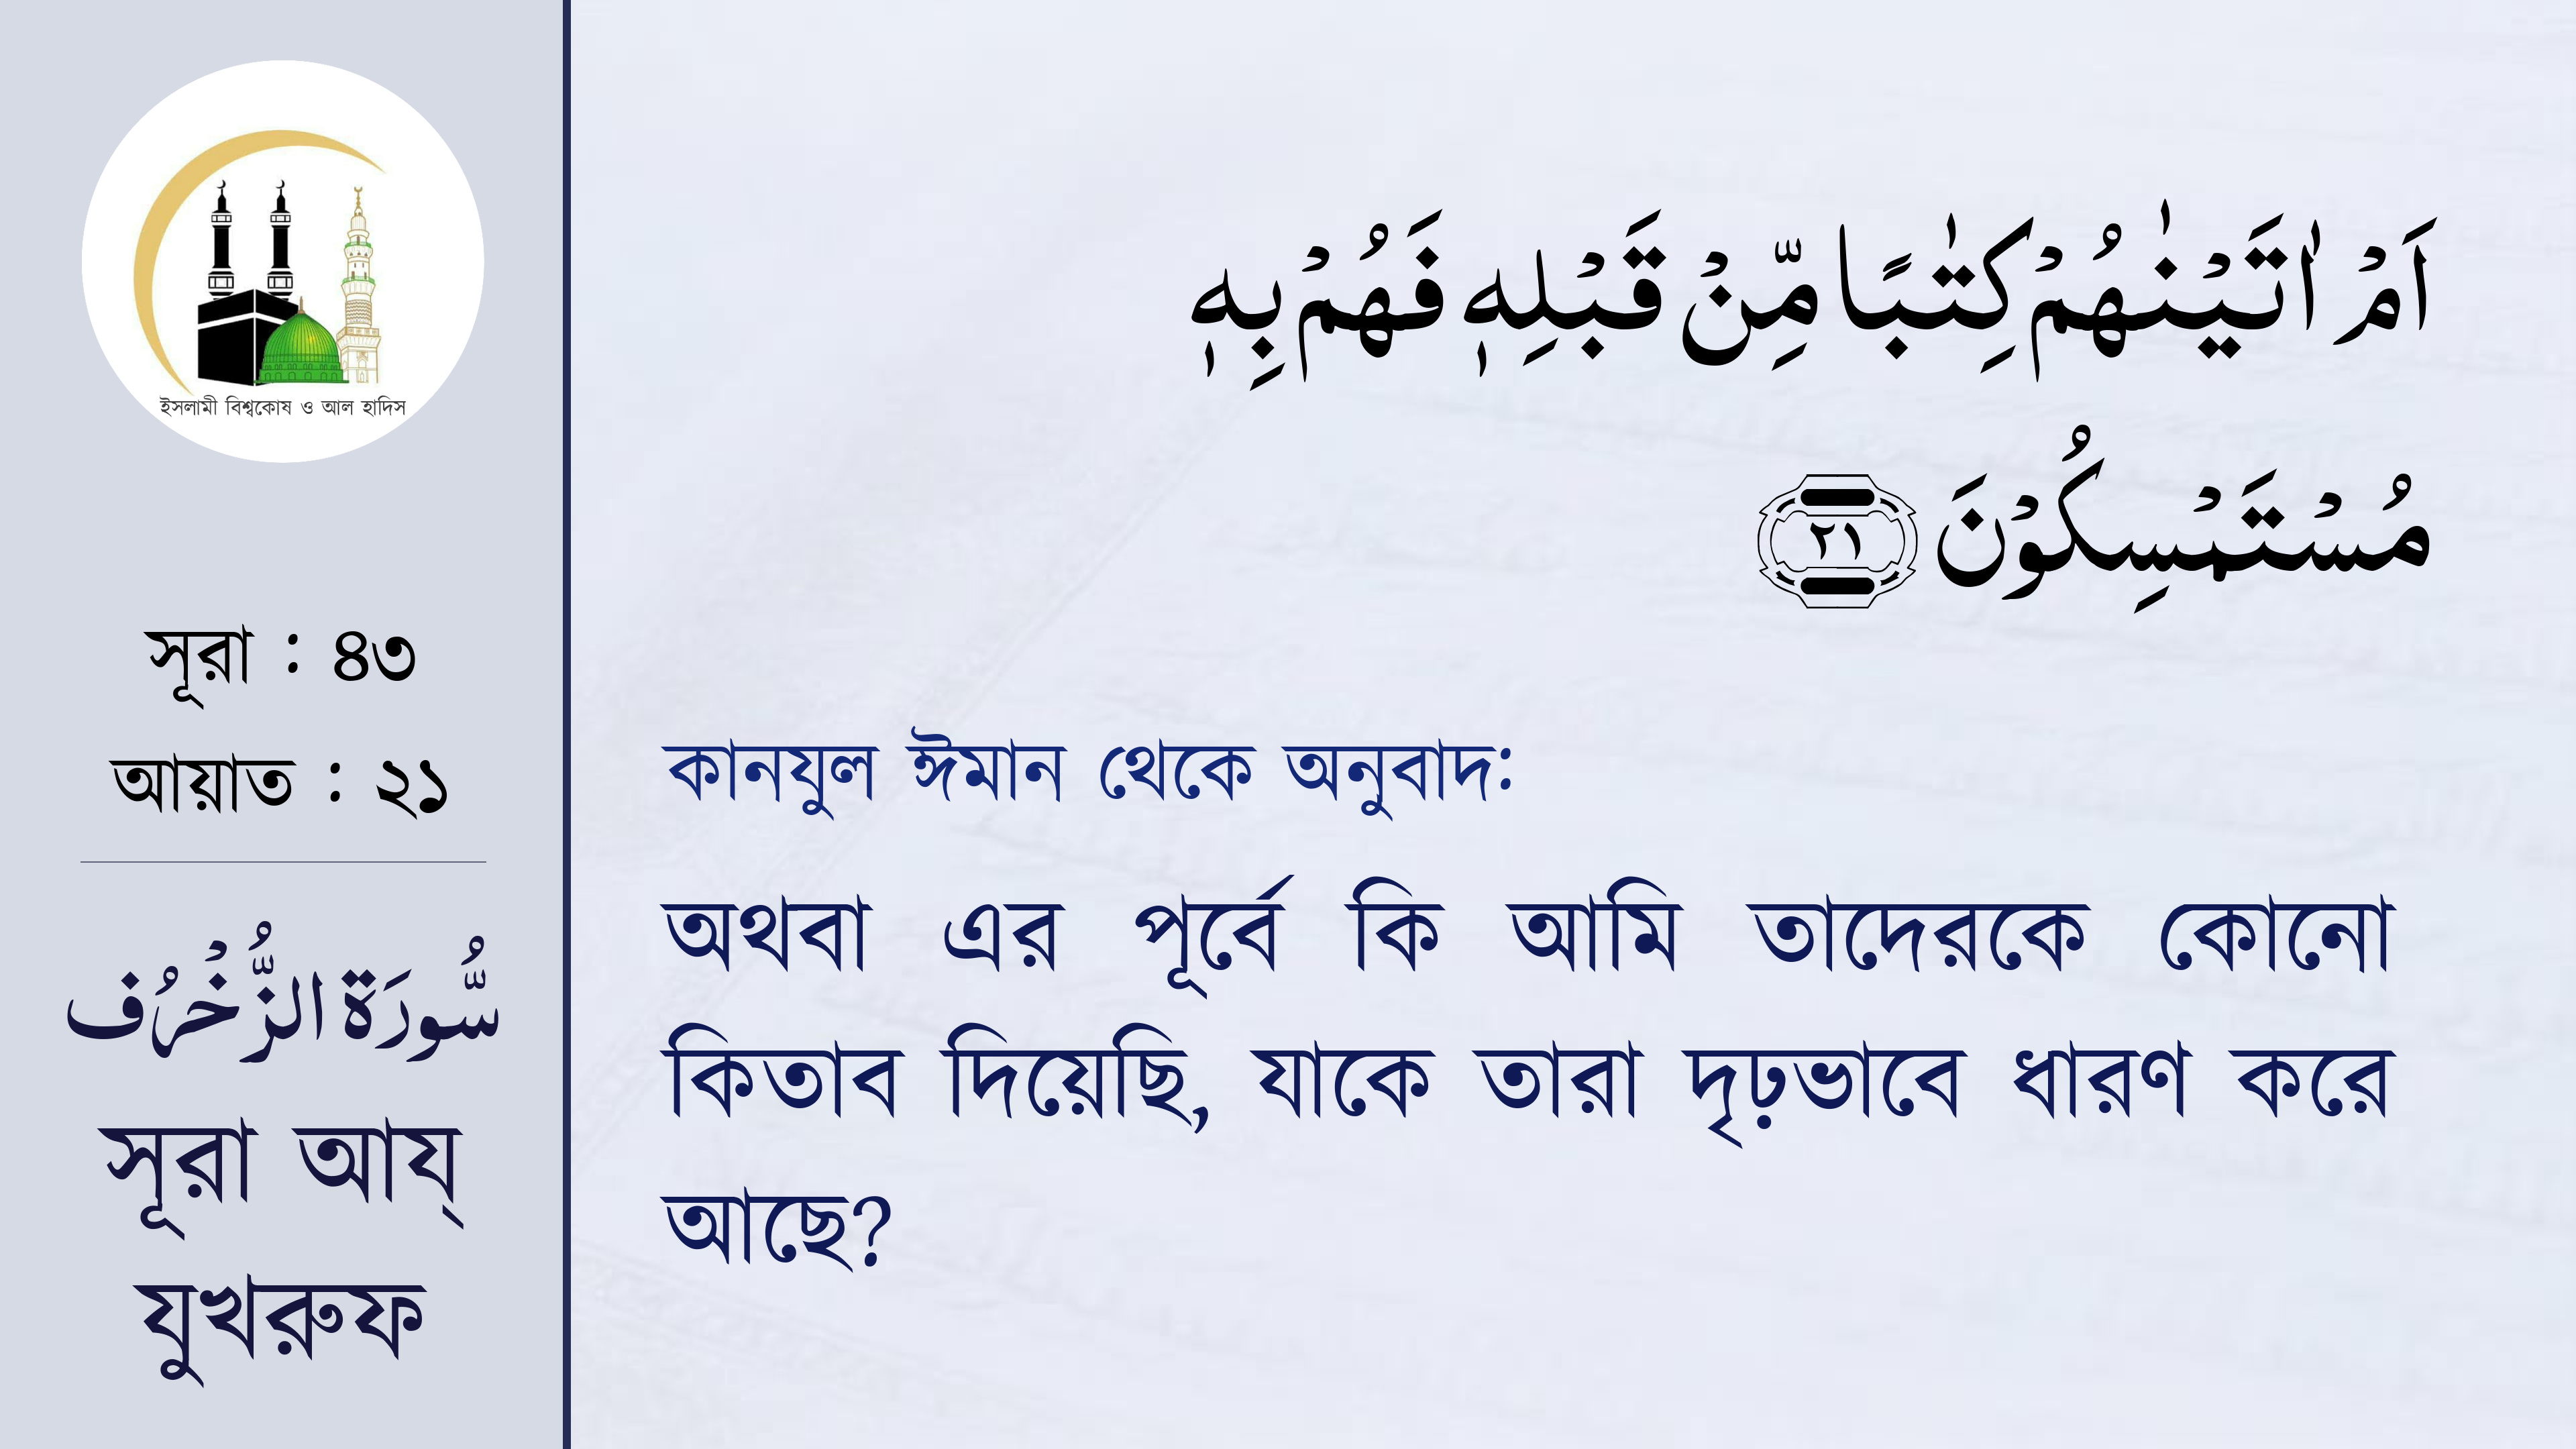 ইসলামী বিশ্বকোষ ও আল হাদিস
সূরা : ৪৩
আয়াত : ২১
سُّورَة الزُّخْرُف
সূরা আয্
যুখরুফ
اَمْ اٰتَيْنٰهُمْ كِتٰبًا مِّنْ قَبْلِهٖ فَهُمْ بِهٖ
مُسْتَمْسِكُوْنَ ٢١
কানযুল ঈমান থেকে অনুবাদ:
অথবা এর পূর্বে কি আমি তাদেরকে কোনো
কিতাব দিয়েছি, যাকে তারা দৃঢ়ভাবে ধারণ করে
আছে?